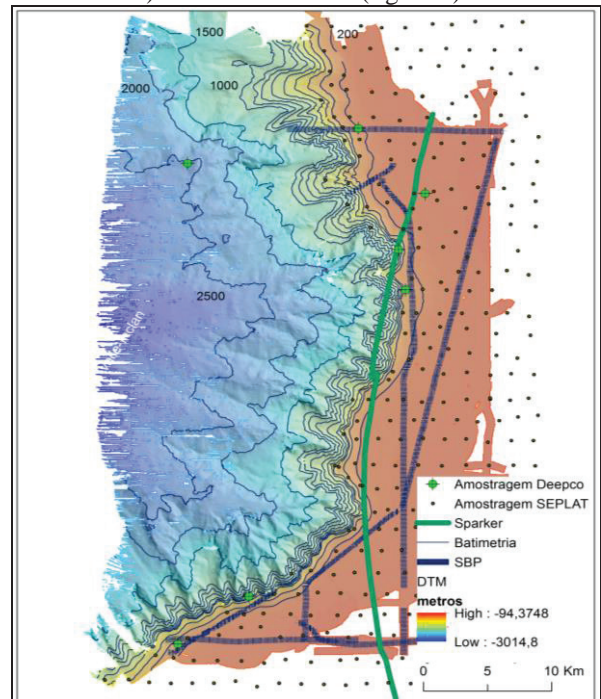 1500
200
2000
1000
2500
Amostragem Deepco
Amostragem SEPLAT
Sparker
Batimetria
SBP
DTM
metros
High : -94,3748
Low : -3014,8
0 5 10 Km